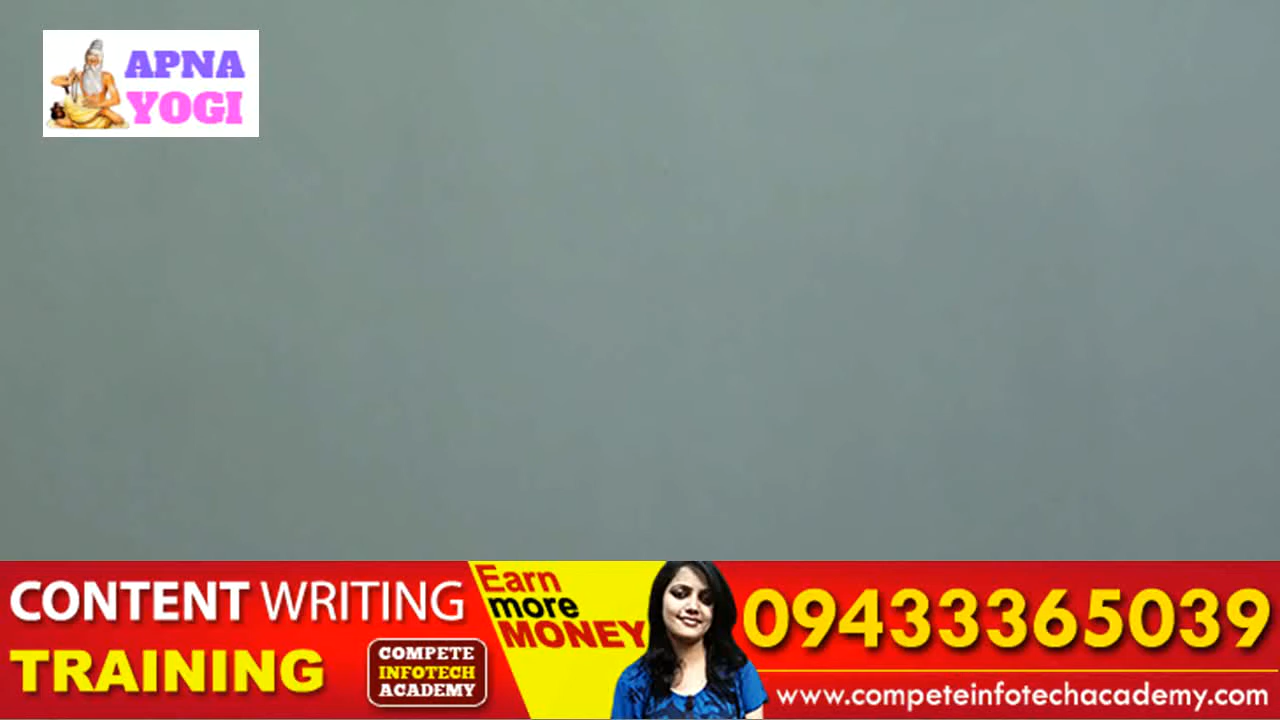 APNA
YOGI
CONTENT WRITING
TRAINING
COMPETE
INFOTECH
ACADEMY
Earn
more
MONEY
09433365039
www.competeinfotechacademy.com